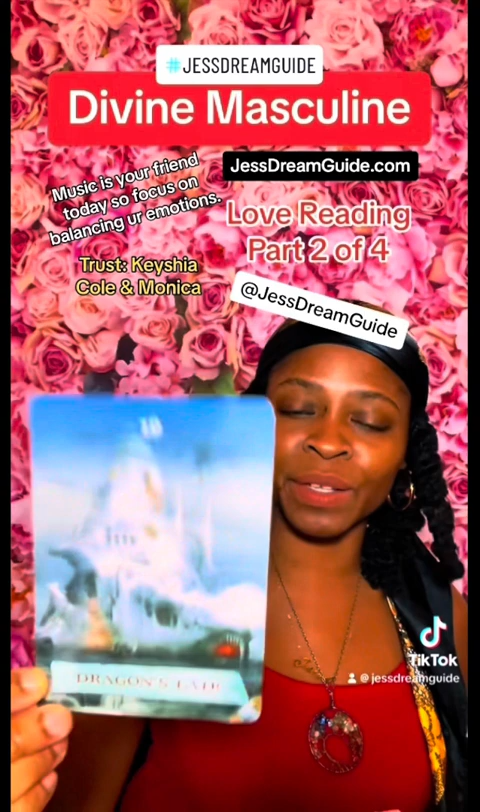 #JESSDREAMGUIDE
Divine Masculine
JessDreamGuide.com
Music is your friend
today so focus on
balancing ur emotions.
Love Reading
Part 2 of 4
Trust: Keyshia
Cole & Monica
@JessDreamGuide
10
DRAGON'S LAIR
TikTok
@jessdreamguide